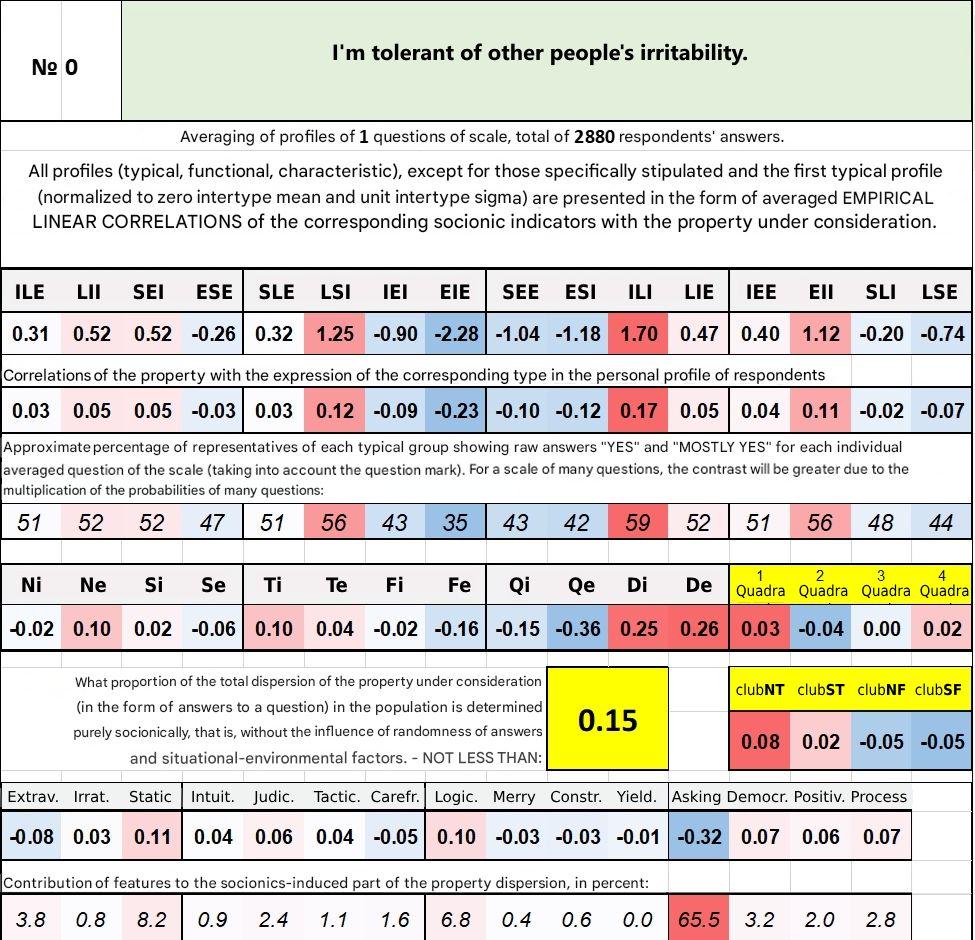 № 0
I'm tolerant of other people's irritability.
Averaging of profiles of 1 questions of scale, total of 2880 respondents' answers.
All profiles (typical, functional, characteristic), except for those specifically stipulated and the first typical profile
(normalized to zero intertype mean and unit intertype sigma) are presented in the form of averaged EMPIRICAL
LINEAR CORRELATIONS of the corresponding socionic indicators with the property under consideration.
ILE LII SEI ESE SLE LSI IEI EIE SEE ESI ILI LIE IEE EII SLI LSE
0.31 0.52 0.52 -0.26 0.32 1.25 -0.90 -2.28 -1.04 -1.18 1.70 0.47 0.40 1.12 -0.20 -0.74
Correlations of the property with the expression of the corresponding type in the personal profile of respondents
0.03 0.05 0.05 -0.03 0.03 0.12 -0.09 -0.23 -0.10 -0.12 0.17 0.05 0.04 0.11 -0.02 -0.07
Approximate percentage of representatives of each typical group showing raw answers "YES" and "MOSTLY YES" for each individual
averaged question of the scale (taking into account the question mark). For a scale of many questions, the contrast will be greater due to the
multiplication of the probabilities of many questions:
51 52 52 47 51 56 43 35 43 42 59 52 51 56 48 44
Ni Ne Si Se Ti Te Fi Fe Qi Qe Di De 1 Quadra 2 Quadra 3 Quadra 4 Quadra
-0.02 0.10 0.02 -0.06 0.10 0.04 -0.02 -0.16 -0.15 -0.36 0.25 0.26 0.03 -0.04 0.00 0.02
What proportion of the total dispersion of the property under consideration
(in the form of answers to a question) in the population is determined
purely socionically, that is, without the influence of randomness of answers
and situational-environmental factors. - NOT LESS THAN:
0.15
clubNT clubST clubNF clubSF
0.08 0.02 -0.05 -0.05
Extrav. Irrat. Static Intuit. Judic. Tactic. Carefr. Logic. Merry Constr. Yield. Asking Democr. Positiv. Process
-0.08 0.03 0.11 0.04 0.06 0.04 -0.05 0.10 -0.03 -0.03 -0.01 -0.32 0.07 0.06 0.07
Contribution of features to the socionics-induced part of the property dispersion, in percent:
3.8 0.8 8.2 0.9 2.4 1.1 1.6 6.8 0.4 0.6 0.0 65.5 3.2 2.0 2.8